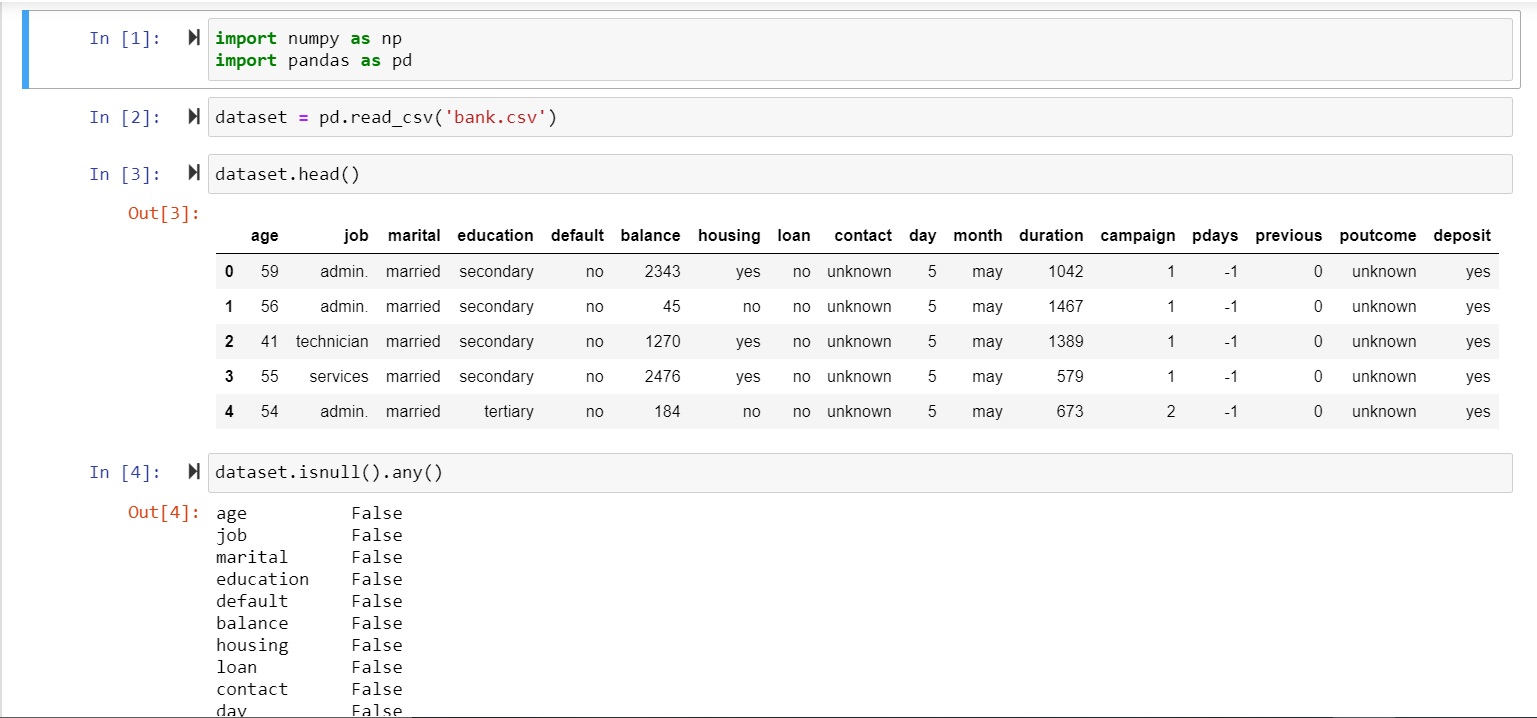 In [1]: import numpy as np
import pandas as pd
In [2]: dataset = pd.read_csv('bank.csv')
In [3]: dataset.head()
Out[3]:
age job marital education default balance housing loan contact day month duration campaign pdays previous poutcome deposit
0 59 admin. married secondary no 2343 yes no unknown 5 may 1042 1 -1 0 unknown yes
1 56 admin. married secondary no 45 no no unknown 5 may 1467 1 -1 0 unknown yes
2 41 technician married secondary no 1270 yes no unknown 5 may 1389 1 -1 0 unknown yes
3 55 services married secondary no 2476 yes no unknown 5 may 579 1 -1 0 unknown yes
4 54 admin. married tertiary no 184 no no unknown 5 may 673 2 -1 0 unknown yes
In [4]: dataset.isnull().any()
Out[4]: age False
job False
marital False
education False
default False
balance False
housing False
loan False
contact False
day False